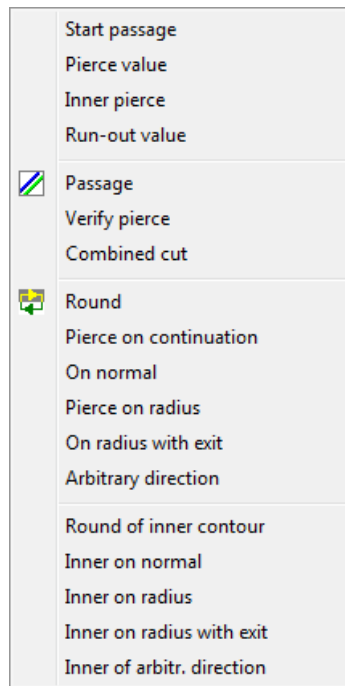 Start passage
Pierce value
Inner pierce
Run-out value
Passage
Verify pierce
Combined cut
Round
Pierce on continuation
On normal
Pierce on radius
On radius with exit
Arbitrary direction
Round of inner contour
Inner on normal
Inner on radius
Inner on radius with exit
Inner of arbitr. direction